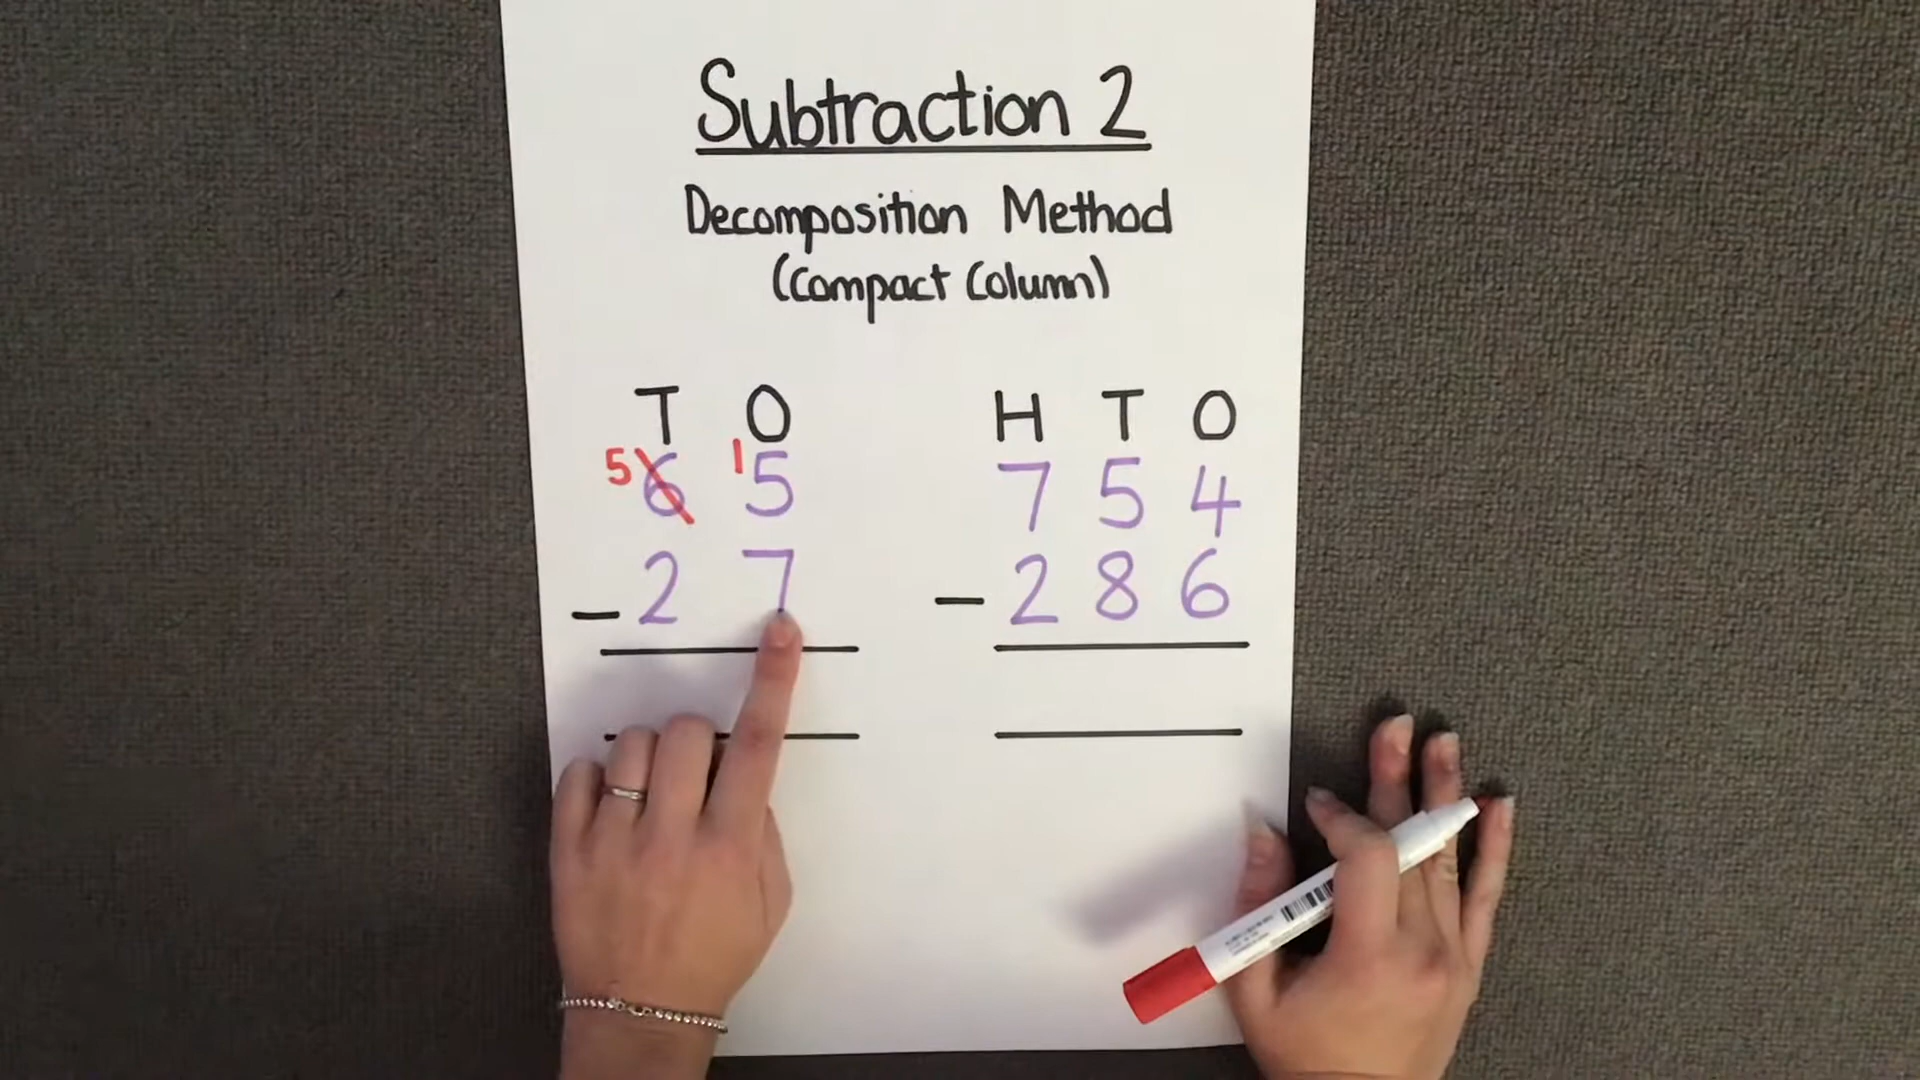 Subtraction 2
Decomposition Method
(Compact Column)
T O
5 6 1 5
- 2 7
H T O
7 5 4
- 2 8 6